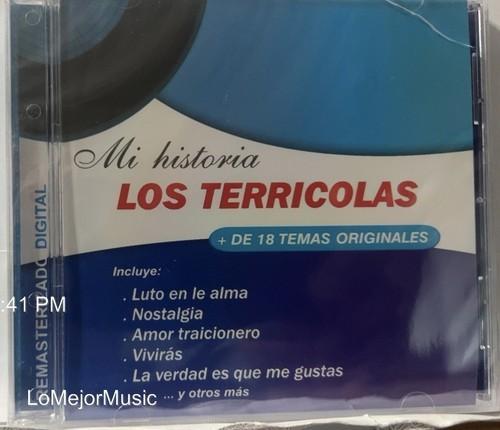 Mi historia
LOS TERRICOLAS
+ DE 18 TEMAS ORIGINALES
Incluye:
. Luto en le alma
. Nostalgia
. Amor traicionero
. Vivirás
. La verdad es que me gustas
... y otros más
REMASTERIZADO DIGITAL
:41 PM
LoMejorMusic